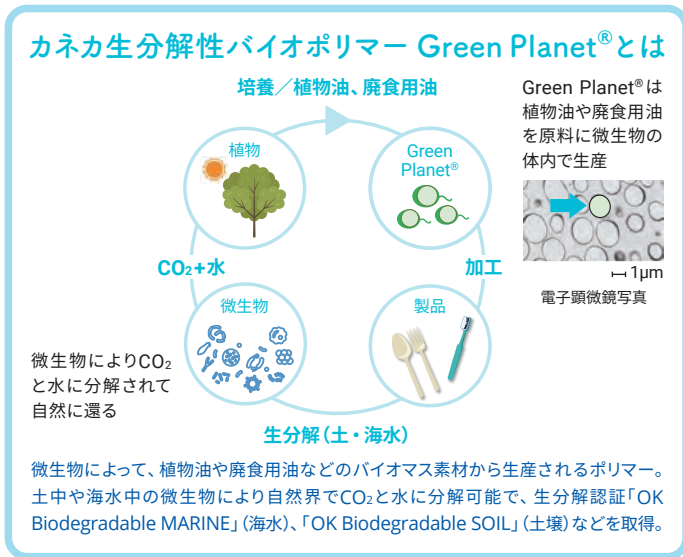 カネカ生分解性バイオポリマー Green Planet®とは
培養／植物油、廃食用油
植物
Green
Planet®
Green Planet®は
植物油や廃食用油
を原料に微生物の
体内で生産
1μm
電子顕微鏡写真
CO₂+水
加工
微生物
製品
微生物によりCO₂
と水に分解されて
自然に還る
生分解（土・海水）
微生物によって、植物油や廃食用油などのバイオマス素材から生産されるポリマー。
土中や海水中の微生物により自然界でCO₂と水に分解可能で、生分解認証「OK
Biodegradable MARINE」（海水）、「OK Biodegradable SOIL」（土壌）などを取得。